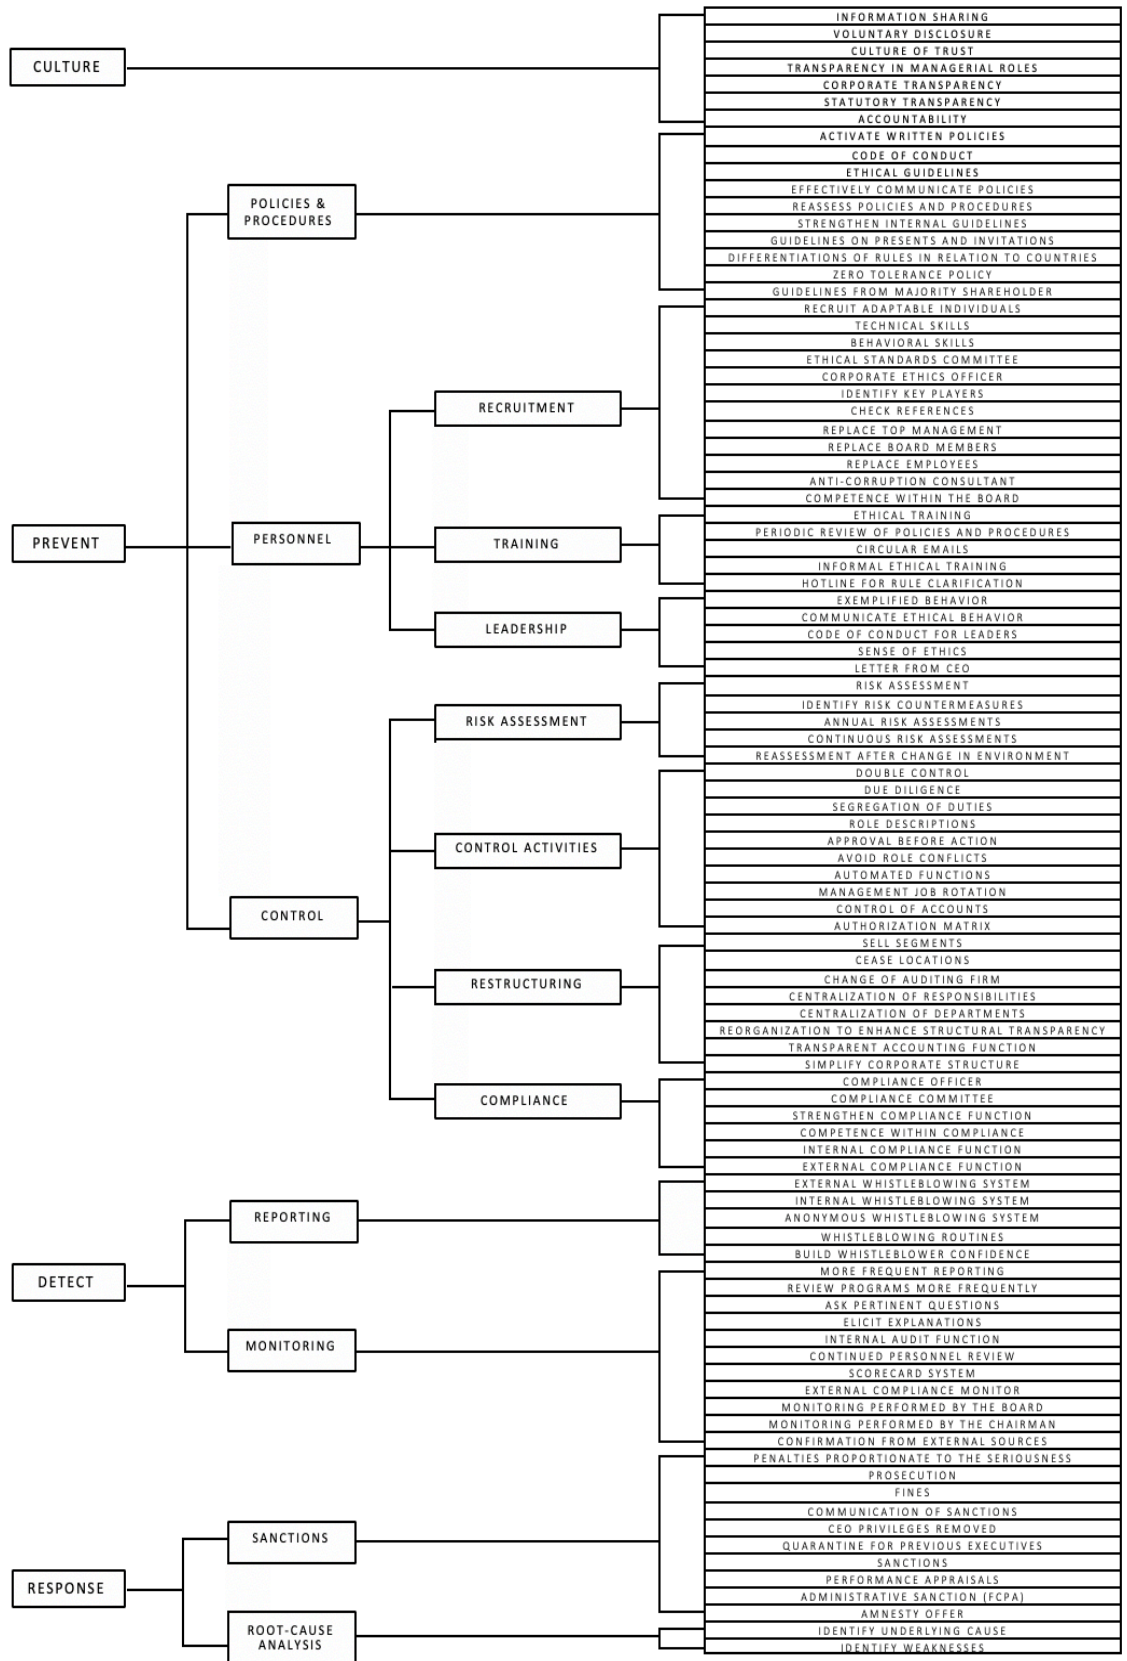 CULTURE
INFORMATION SHARING
VOLUNTARY DISCLOSURE
CULTURE OF TRUST
TRANSPARENCY IN MANAGERIAL ROLES
CORPORATE TRANSPARENCY
STATUTORY TRANSPARENCY
ACCOUNTABILITY
PREVENT
POLICIES &
PROCEDURES
ACTIVATE WRITTEN POLICIES
CODE OF CONDUCT
ETHICAL GUIDELINES
EFFECTIVELY COMMUNICATE POLICIES
REASSESS POLICIES AND PROCEDURES
STRENGTHEN INTERNAL GUIDELINES
GUIDELINES ON PRESENTS AND INVITATIONS
DIFFERENTIATIONS OF RULES IN RELATION TO COUNTRIES
ZERO TOLERANCE POLICY
GUIDELINES FROM MAJORITY SHAREHOLDER
PERSONNEL
RECRUITMENT
RECRUIT ADAPTABLE INDIVIDUALS
TECHNICAL SKILLS
BEHAVIORAL SKILLS
ETHICAL STANDARDS COMMITTEE
CORPORATE ETHICS OFFICER
IDENTIFY KEY PLAYERS
CHECK REFERENCES
REPLACE TOP MANAGEMENT
REPLACE BOARD MEMBERS
REPLACE EMPLOYEES
ANTI-CORRUPTION CONSULTANT
COMPETENCE WITHIN THE BOARD
TRAINING
ETHICAL TRAINING
PERIODIC REVIEW OF POLICIES AND PROCEDURES
CIRCULAR EMAILS
INFORMAL ETHICAL TRAINING
HOTLINE FOR RULE CLARIFICATION
LEADERSHIP
EXEMPLIFIED BEHAVIOR
COMMUNICATE ETHICAL BEHAVIOR
CODE OF CONDUCT FOR LEADERS
SENSE OF ETHICS
LETTER FROM CEO
CONTROL
RISK ASSESSMENT
RISK ASSESSMENT
IDENTIFY RISK COUNTERMEASURES
ANNUAL RISK ASSESSMENTS
CONTINUOUS RISK ASSESSMENTS
REASSESSMENT AFTER CHANGE IN ENVIRONMENT
CONTROL ACTIVITIES
DOUBLE CONTROL
DUE DILIGENCE
SEGREGATION OF DUTIES
ROLE DESCRIPTIONS
APPROVAL BEFORE ACTION
AVOID ROLE CONFLICTS
AUTOMATED FUNCTIONS
MANAGEMENT JOB ROTATION
CONTROL OF ACCOUNTS
AUTHORIZATION MATRIX
RESTRUCTURING
SELL SEGMENTS
CEASE LOCATIONS
CHANGE OF AUDITING FIRM
CENTRALIZATION OF RESPONSIBILITIES
CENTRALIZATION OF DEPARTMENTS
REORGANIZATION TO ENHANCE STRUCTURAL TRANSPARENCY
TRANSPARENT ACCOUNTING FUNCTION
SIMPLIFY CORPORATE STRUCTURE
COMPLIANCE
COMPLIANCE OFFICER
COMPLIANCE COMMITTEE
STRENGTHEN COMPLIANCE FUNCTION
COMPETENCE WITHIN COMPLIANCE
INTERNAL COMPLIANCE FUNCTION
EXTERNAL COMPLIANCE FUNCTION
DETECT
REPORTING
EXTERNAL WHISTLEBLOWING SYSTEM
INTERNAL WHISTLEBLOWING SYSTEM
ANONYMOUS WHISTLEBLOWING SYSTEM
WHISTLEBLOWING ROUTINES
BUILD WHISTLEBLOWER CONFIDENCE
MONITORING
MORE FREQUENT REPORTING
REVIEW PROGRAMS MORE FREQUENTLY
ASK PERTINENT QUESTIONS
ELICIT EXPLANATIONS
INTERNAL AUDIT FUNCTION
CONTINUED PERSONNEL REVIEW
SCORECARD SYSTEM
EXTERNAL COMPLIANCE MONITOR
MONITORING PERFORMED BY THE BOARD
MONITORING PERFORMED BY THE CHAIRMAN
CONFIRMATION FROM EXTERNAL SOURCES
RESPONSE
SANCTIONS
PENALTIES PROPORTIONATE TO THE SERIOUSNESS
PROSECUTION
FINES
COMMUNICATION OF SANCTIONS
CEO PRIVILEGES REMOVED
QUARANTINE FOR PREVIOUS EXECUTIVES
SANCTIONS
PERFORMANCE APPRAISALS
ADMINISTRATIVE SANCTION (FCPA)
AMNESTY OFFER
ROOT-CAUSE
ANALYSIS
IDENTIFY UNDERLYING CAUSE
IDENTIFY WEAKNESSES